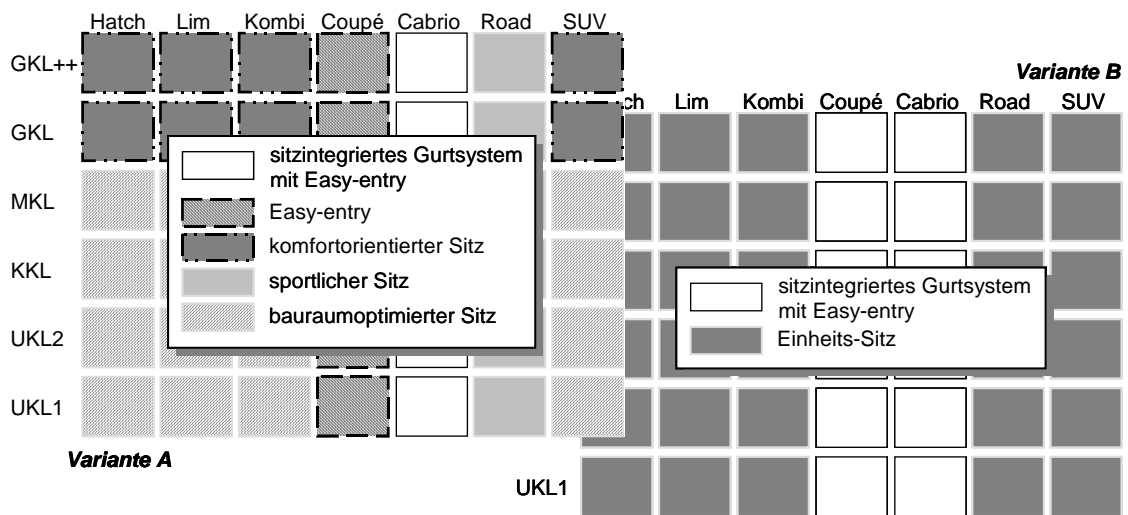 Hatch Lim Kombi Coupé Cabrio Road SUV
GKL++
GKL
MKL
KKL
UKL2
UKL1
sitzintegriertes Gurtsystem
mit Easy-entry
Easy-entry
komfortorientierter Sitz
sportlicher Sitz
bauraumoptimierter Sitz
Variante A
Variante B
ch Lim Kombi Coupé Cabrio Road SUV
sitzintegriertes Gurtsystem
mit Easy-entry
Einheits-Sitz
UKL1